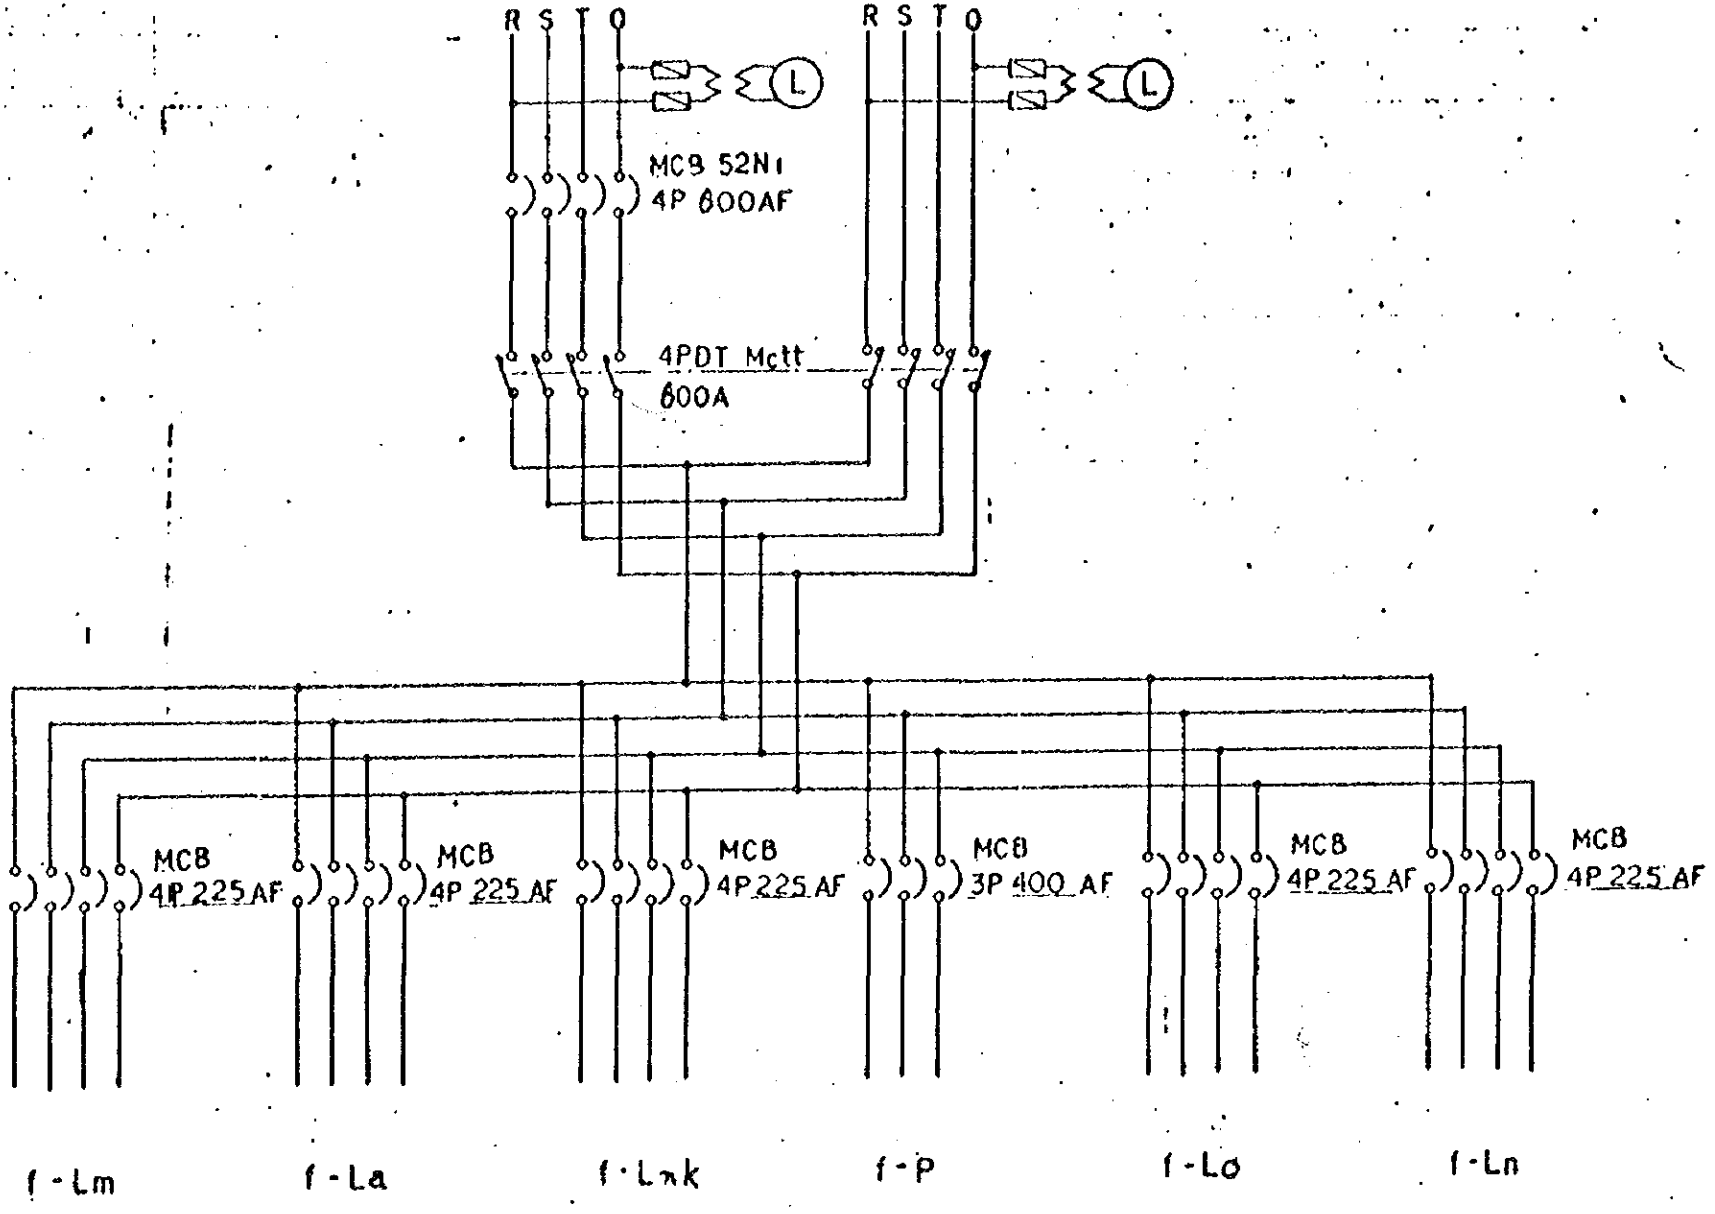 R S T O
R S T O
L
L
MCB 52N1
4P 600AF
4PDT Mctt
600A
MCB
4P 225 AF
MCB
4P 225 AF
MCB
4P 225 AF
MCB
3P 400 AF
MCB
4P 225 AF
MCB
4P 225 AF
f-Lm
f-La
f-Lnk
f-P
f-Lo
f-Ln